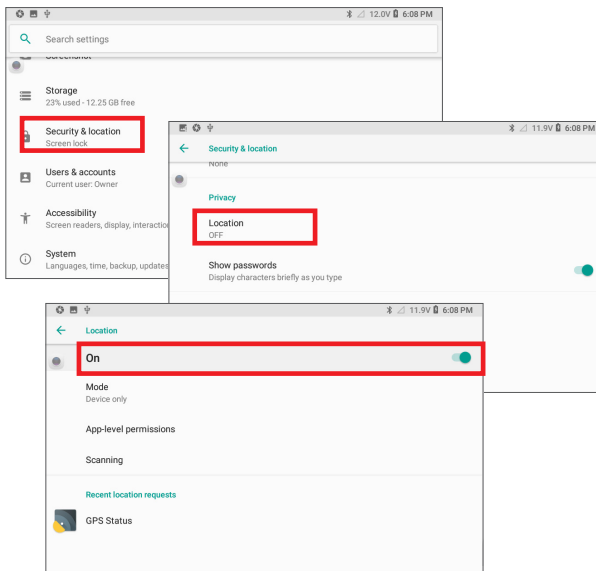 12.0V 6:08 PM
Search settings
Screenshot
Storage
23% used - 12.25 GB free
Security & location
Screen lock
Users & accounts
Current user: Owner
Accessibility
Screen readers, display, interaction
System
Languages, time, backup, updates
11.9V 6:08 PM
Security & location
None
Privacy
Location
OFF
Show passwords
Display characters briefly as you type
11.9V 6:08 PM
Location
On
Mode
Device only
App-level permissions
Scanning
Recent location requests
GPS Status